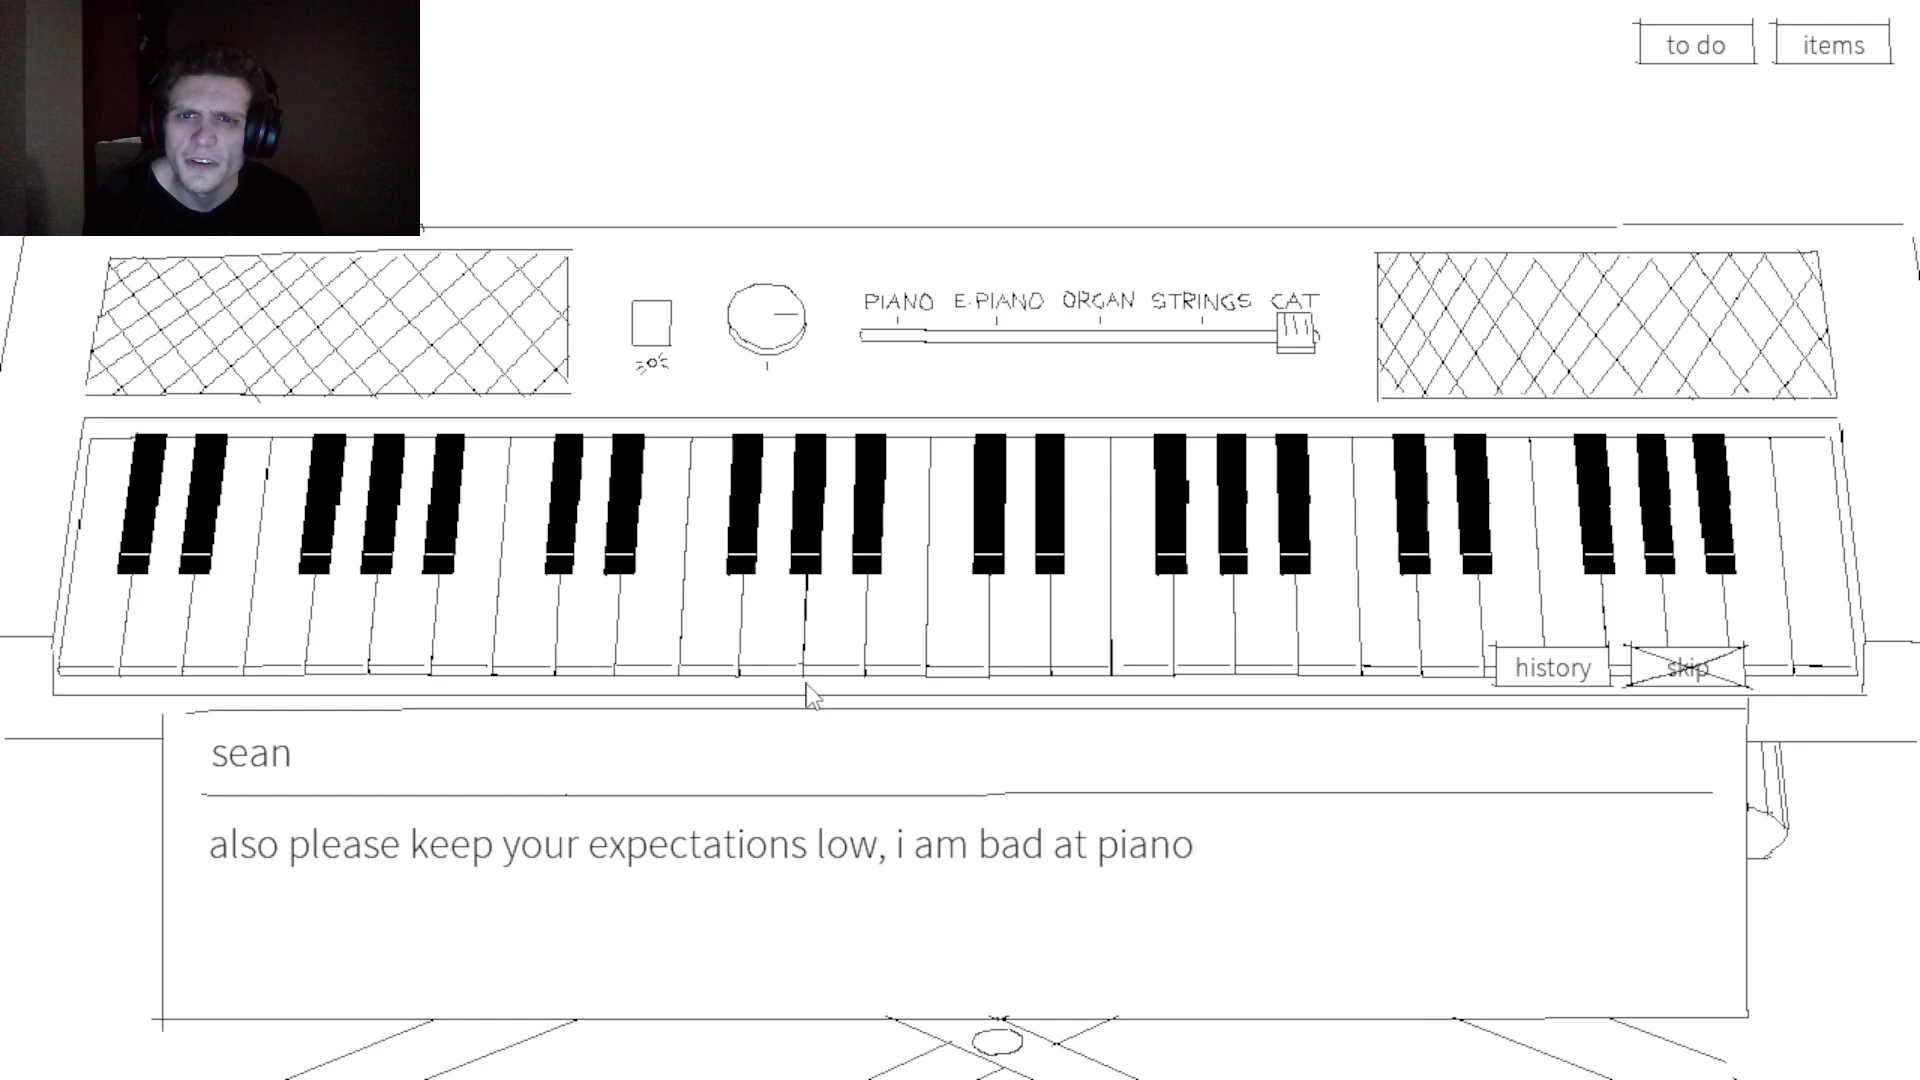 to do
items
PIANO E.PIANO ORGAN STRINGS CAT
history
skip
sean
also please keep your expectations low, i am bad at piano